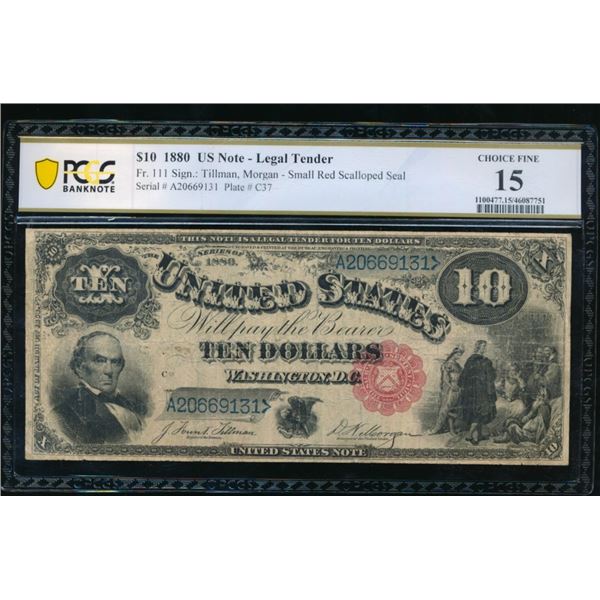 PCGS
BANKNOTE
$10 1880 US Note - Legal Tender
Fr. 111 Sign.: Tillman, Morgan - Small Red Scalloped Seal
Serial # A20669131 Plate # C37
CHOICE FINE
15
1100477.15/46087751
THIS NOTE IS A LEGAL TENDER FOR TEN DOLLARS
SERIES OF
1880.
A20669131
TEN
UNITED STATES
10
Will pay the Bearer
TEN DOLLARS
WASHINGTON, D.C.
C
A20669131
UNITED STATES NOTE
10